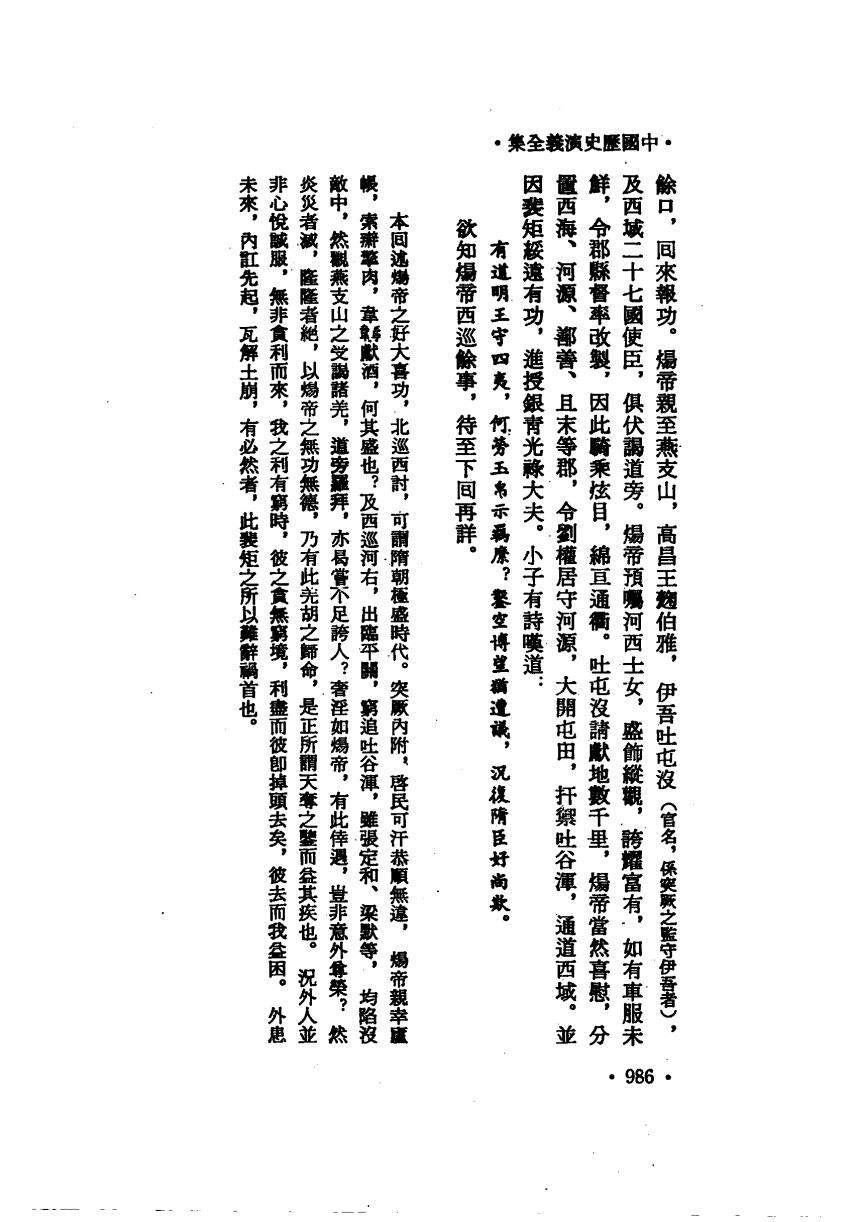 ·中國歷史演義全集·
餘口，回來報功。煬帝親至燕支山，高昌王麴伯雅，伊吾吐屯沒（官名，係突厥之監守伊吾者），
及西域二十七國使臣，俱伏謁道旁。煬帝預囑河西士女，盛飾縱觀，誇耀富有，如有車服未
鮮，令郡縣督率改製，因此騎乘炫目，綿亙通衢。吐屯沒請獻地數千里，煬帝當然喜慰，分
置西海、河源、鄯善、且末等郡，令劉權居守河源，大開屯田，扞禦吐谷渾，通道西域。並
因裴矩綏遠有功，進授銀青光祿大夫。小子有詩嘆道：
有道明王守四夷，何勞玉帛示羈縻？鑿空博望猶遭議，況復隋臣好尚欺。
欲知煬帝西巡餘事，待至下回再詳。
本回述煬帝之好大喜功，北巡西討，可謂隋朝極盛時代。突厥內附，啓民可汗恭順無違，煬帝親幸廬
帳，索辮擎肉，韋韝獻酒，何其盛也？及西巡河右，出臨平關，窮追吐谷渾，雖張定和、梁默等，均陷沒
敵中，然觀燕支山之受謁諸羌，道旁羅拜，亦曷嘗不足誇人？奢淫如煬帝，有此倖遇，豈非意外尊榮？然
炎炎者滅，隆隆者絕，以煬帝之無功無德，乃有此羌胡之歸命，是正所謂天奪之鑒而益其疾也。況外人並
非心悅誠服，無非貪利而來，我之利有窮時，彼之貪無窮境，利盡而彼卽掉頭去矣，彼去而我益困。外患
未來，內訌先起，瓦解土崩，有必然者，此裴矩之所以難辭禍首也。
·986·